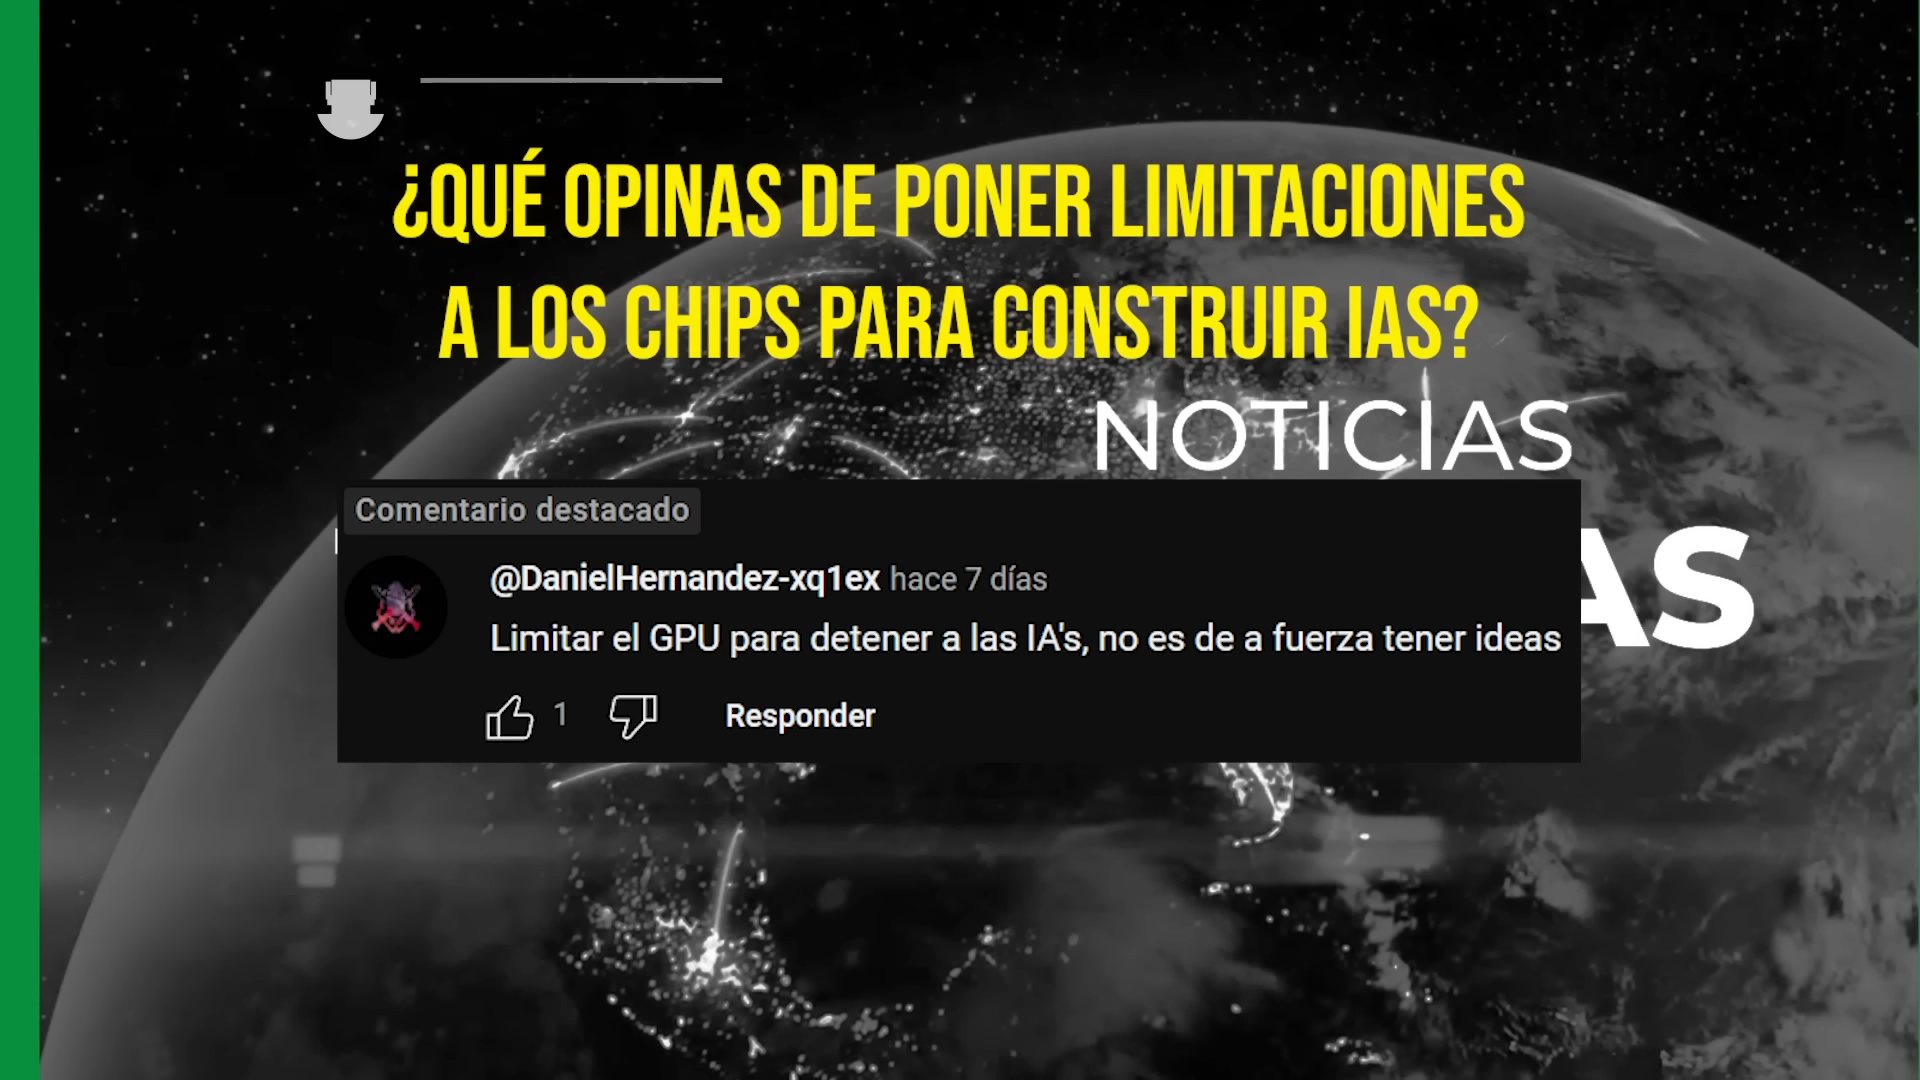 ¿QUÉ OPINAS DE PONER LIMITACIONES
A LOS CHIPS PARA CONSTRUIR IAS?
NOTICIAS
AS
Comentario destacado
@DanielHernandez-xq1ex hace 7 días
Limitar el GPU para detener a las IA's, no es de a fuerza tener ideas
1
Responder